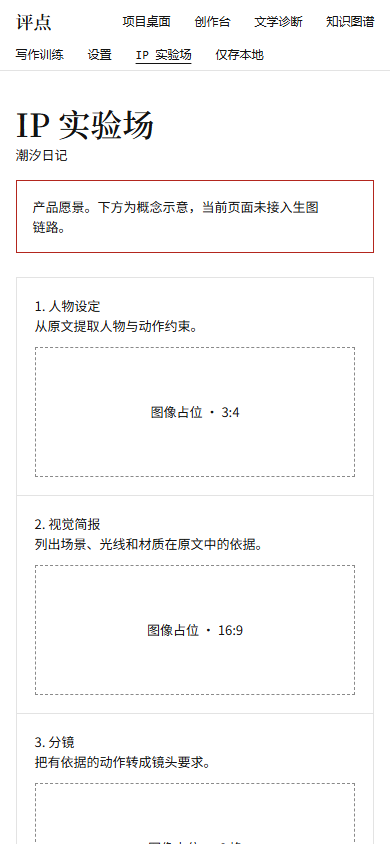 评点
项目桌面 创作台 文学诊断 知识图谱
写作训练 设置 IP 实验场 仅存本地
IP 实验场
潮汐日记
产品愿景。下方为概念示意，当前页面未接入生图
链路。
1. 人物设定
从原文提取人物与动作约束。
图像占位 · 3:4
2. 视觉简报
列出场景、光线和材质在原文中的依据。
图像占位 · 16:9
3. 分镜
把有依据的动作转成镜头要求。